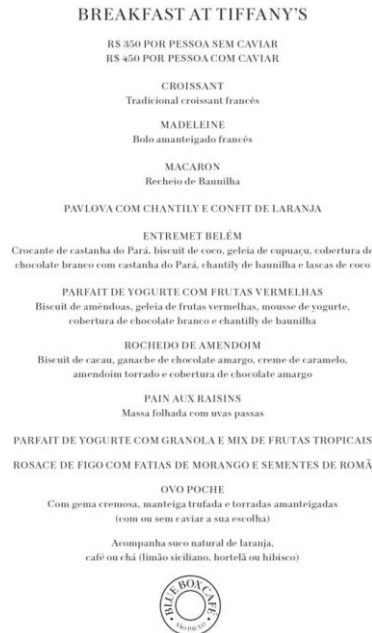 BREAKFAST AT TIFFANY'S
R$ 350 POR PESSOA SEM CAVIAR
R$ 450 POR PESSOA COM CAVIAR
CROISSANT
Tradicional croissant francês
MADELEINE
Bolo amanteigado francês
MACARON
Recheio de Baunilha
PAVLOVA COM CHANTILY E CONFIT DE LARANJA
ENTREMET BELÉM
Crocante de castanha do Pará, biscuit de coco, geleia de cupuaçu, cobertura de
chocolate branco com castanha do Pará, chantily de baunilha e lascas de coco
PARFAIT DE YOGURTE COM FRUTAS VERMELHAS
Biscuit de amêndoas, geleia de frutas vermelhas, mousse de yogurte,
cobertura de chocolate branco e chantilly de baunilha
ROCHEDO DE AMENDOIM
Biscuit de cacau, ganache de chocolate amargo, creme de caramelo,
amendoim torrado e cobertura de chocolate amargo
PAIN AUX RAISINS
Massa folhada com uvas passas
PARFAIT DE YOGURTE COM GRANOLA E MIX DE FRUTAS TROPICAIS
ROSACE DE FIGO COM FATIAS DE MORANGO E SEMENTES DE ROMÃ
OVO POCHE
Com gema cremosa, manteiga trufada e torradas amanteigadas
(com ou sem caviar a sua escolha)
Acompanha suco natural de laranja,
café ou chá (limão siciliano, hortelã ou hibisco)
BLUE BOX CAFE
SÃO PAULO